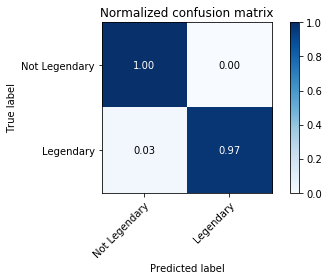 Normalized confusion matrix
True label
Not Legendary
1.00
0.00
Legendary
0.03
0.97
Not Legendary
Legendary
Predicted label
1.0
0.8
0.6
0.4
0.2
0.0